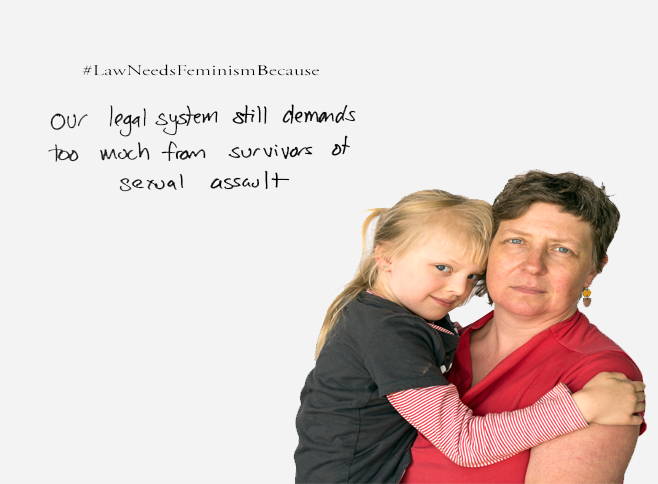 #LawNeedsFeminismBecause
Our legal system still demands
too much from survivors of
sexual assault